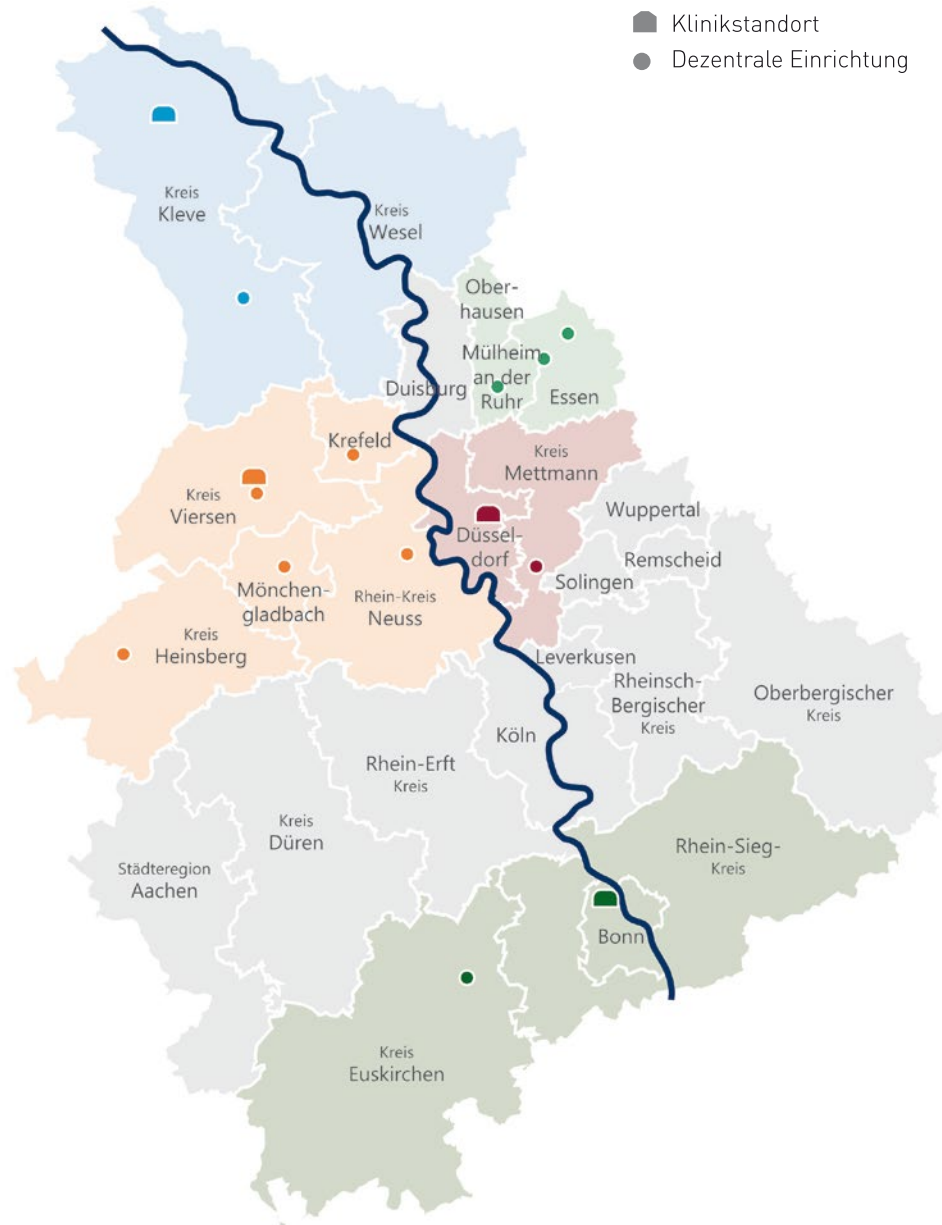 Klinikstandort
Dezentrale Einrichtung
Kreis
Kleve
Kreis
Wesel
Ober-
hausen
Mülheim
an der
Ruhr
Duisburg
Essen
Krefeld
Kreis
Mettmann
Kreis
Viersen
Wuppertal
Düssel-
dorf
Remscheid
Solingen
Mönchen-
gladbach
Rhein-Kreis
Neuss
Kreis
Heinsberg
Leverkusen
Rheinsch-
Bergischer
Kreis
Oberbergischer
Kreis
Köln
Rhein-Erft
Kreis
Kreis
Düren
Städteregion
Aachen
Rhein-Sieg-
Kreis
Bonn
Kreis
Euskirchen